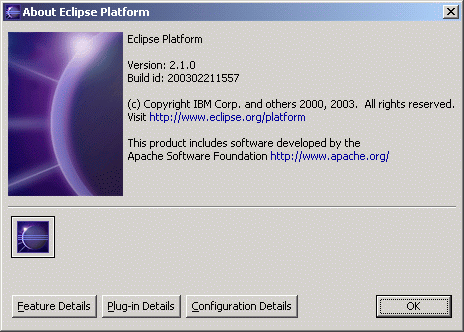 About Eclipse Platform
Eclipse Platform
Version: 2.1.0
Build id: 200302211557
(c) Copyright IBM Corp. and others 2000, 2003.  All rights reserved.
Visit http://www.eclipse.org/platform
This product includes software developed by the
Apache Software Foundation http://www.apache.org/
Feature Details
Plug-in Details
Configuration Details
OK